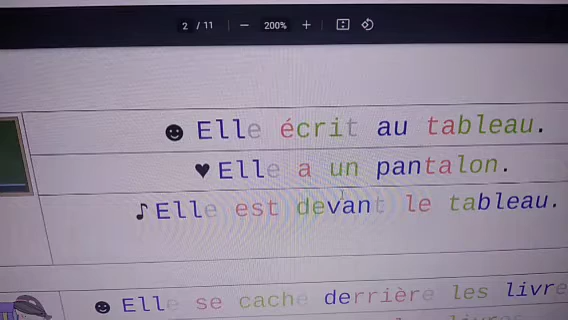 2 / 11 — 200% +
☻ Elle écrit au tableau.
♥ Elle a un pantalon.
♪ Elle est devant le tableau.
☻ Elle se cache derrière les livre